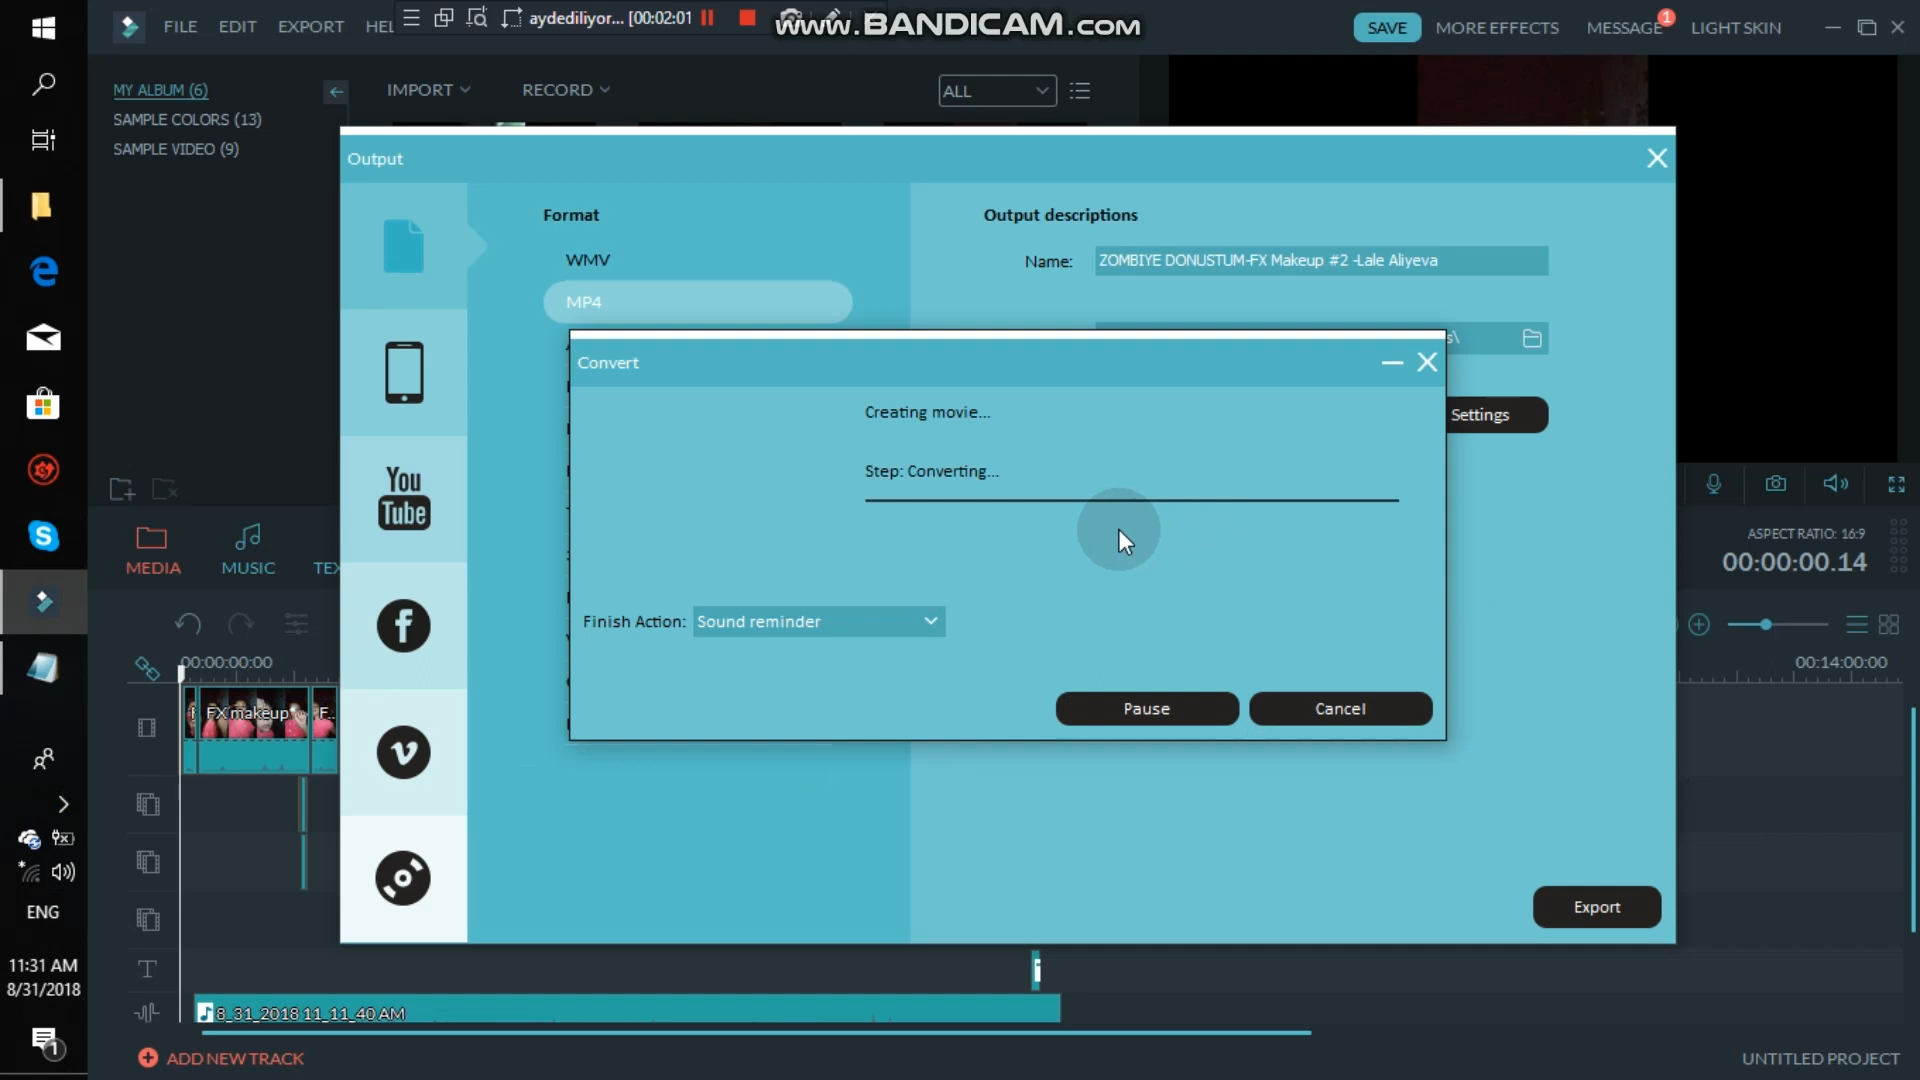 FILE
EDIT
EXPORT
HEL
aydediliyor... [00:02:01
www.BANDICAM.com
SAVE
MORE EFFECTS
MESSAGE
1
LIGHT SKIN
MY ALBUM (6)
SAMPLE COLORS (13)
SAMPLE VIDEO (9)
IMPORT
RECORD
ALL
Output
Format
WMV
MP4
Output descriptions
Name:
ZOMBIYE DONUSTUM-FX Makeup #2 -Lale Aliyeva
s\
Settings
Convert
Creating movie...
Step: Converting...
Finish Action:
Sound reminder
Pause
Cancel
Export
You
Tube
MEDIA
MUSIC
TEX
ASPECT RATIO: 16:9
00:00:00.14
00:00:00:00
00:14:00:00
FX makeup
F...
8_31_2018 11_11_40 AM
ADD NEW TRACK
UNTITLED PROJECT
ENG
11:31 AM
8/31/2018
1